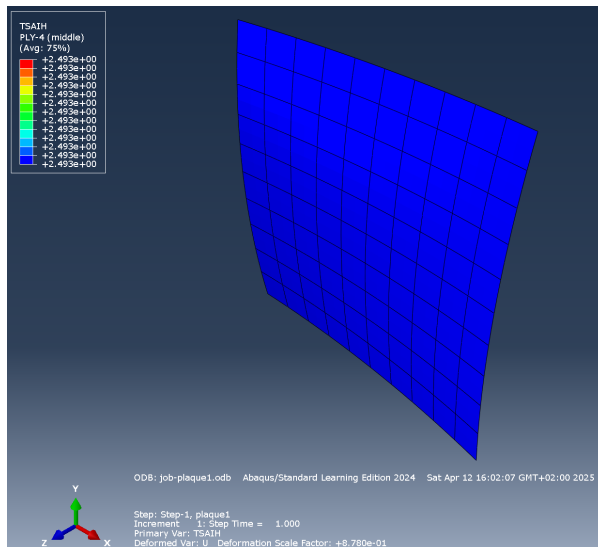 TSAIH
PLY-4 (middle)
(Avg: 75%)
+2.493e+00
+2.493e+00
+2.493e+00
+2.493e+00
+2.493e+00
+2.493e+00
+2.493e+00
+2.493e+00
+2.493e+00
+2.493e+00
+2.493e+00
+2.493e+00
+2.493e+00
ODB: job-plaque1.odb Abaqus/Standard Learning Edition 2024 Sat Apr 12 16:02:07 GMT+02:00 2025
Y
Z
X
Step: Step-1, plaque1
Increment 1: Step Time = 1.000
Primary Var: TSAIH
Deformed Var: U Deformation Scale Factor: +8.780e-01